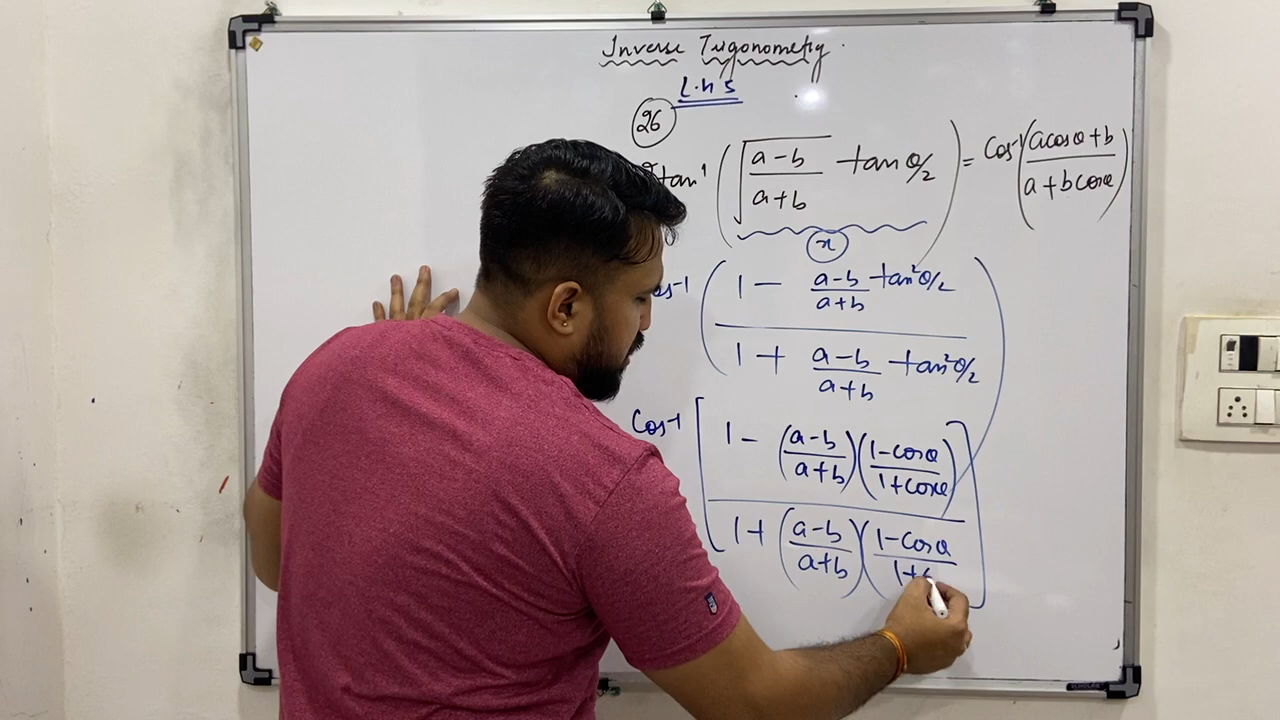 Inverse Trigonometry.
L.H.S
26
2tan⁻¹ ( √((a-b)/(a+b)) tan θ/2 ) = cos⁻¹ ( (a cosθ + b)/(a + b cosθ) )
x
cos⁻¹ ( (1 - (a-b)/(a+b) tan²θ/2) / (1 + (a-b)/(a+b) tan²θ/2) )
Cos⁻¹ [ (1 - ((a-b)/(a+b)) ((1-cosθ)/(1+cosθ))) / (1 + ((a-b)/(a+b)) ((1-cosθ)/(1+c